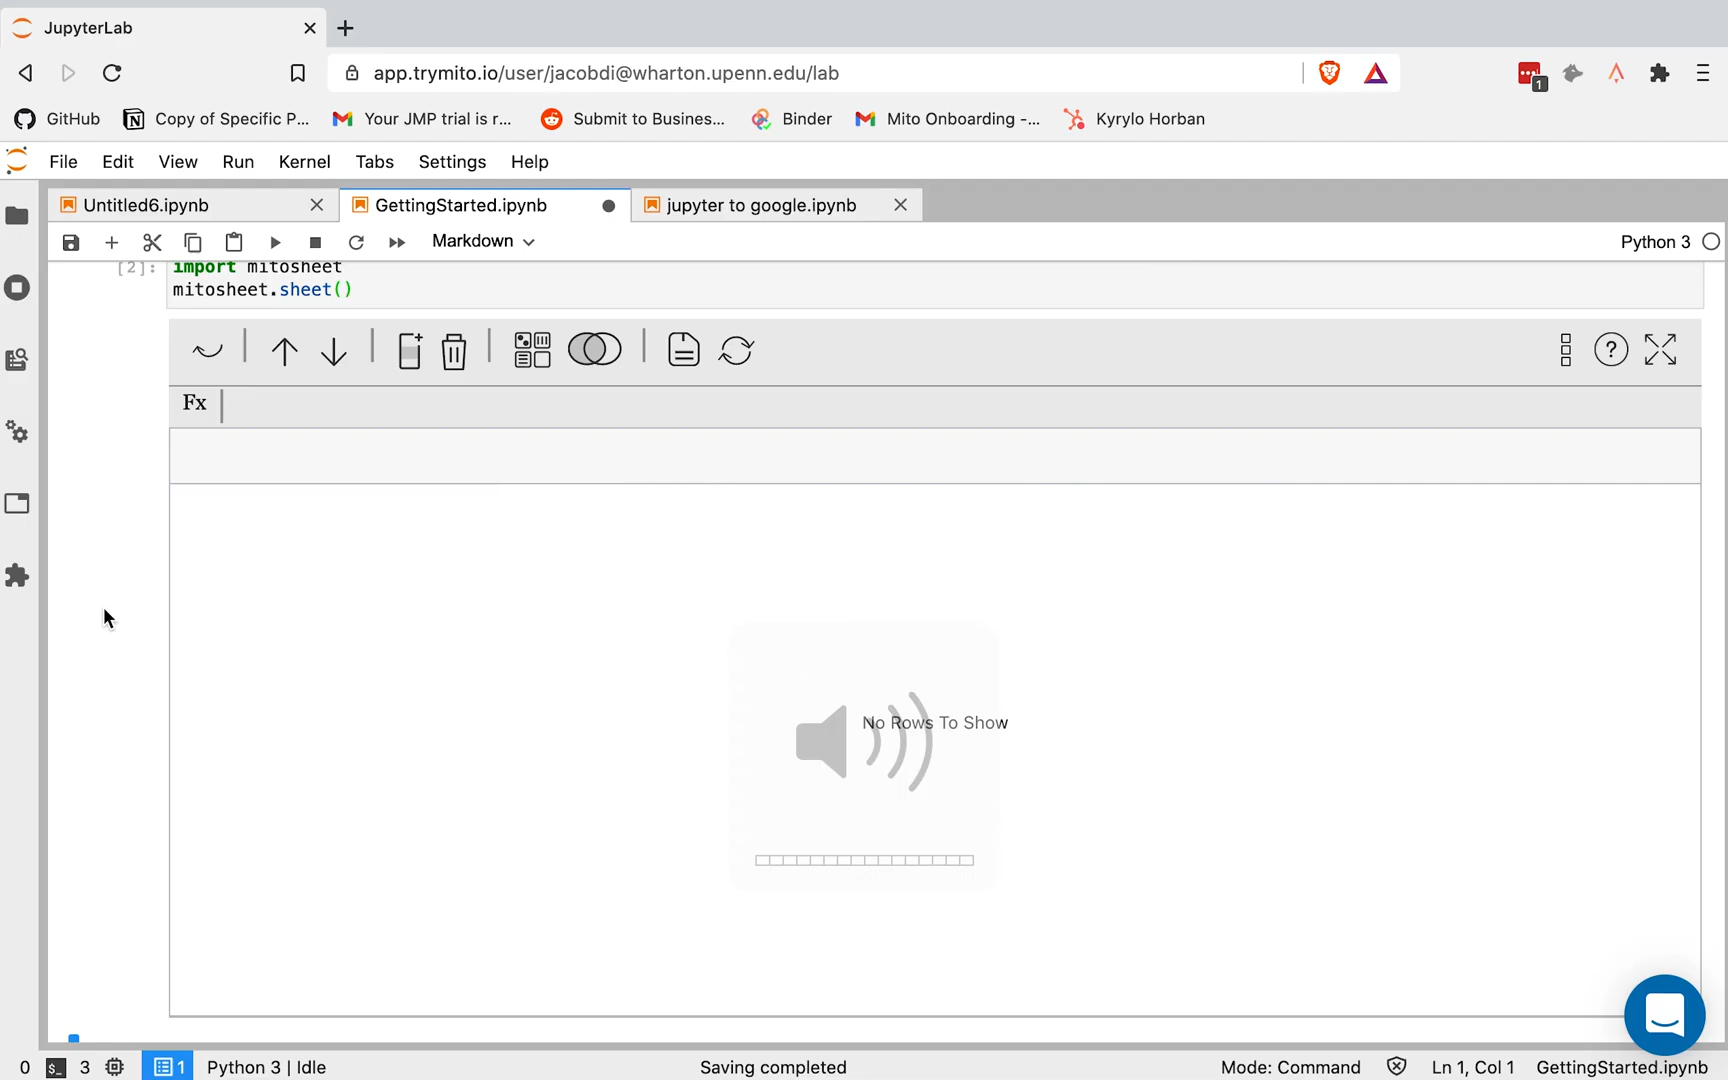 JupyterLab
app.trymito.io/user/jacobdi@wharton.upenn.edu/lab
1
GitHub Copy of Specific P... Your JMP trial is r... Submit to Busines... Binder Mito Onboarding -... Kyrylo Horban
File Edit View Run Kernel Tabs Settings Help
Untitled6.ipynb GettingStarted.ipynb jupyter to google.ipynb
Markdown Python 3
[2]: import mitosheet
mitosheet.sheet()
?
Fx
No Rows To Show
0 $_ 3 1 Python 3 | Idle Saving completed Mode: Command Ln 1, Col 1 GettingStarted.ipynb